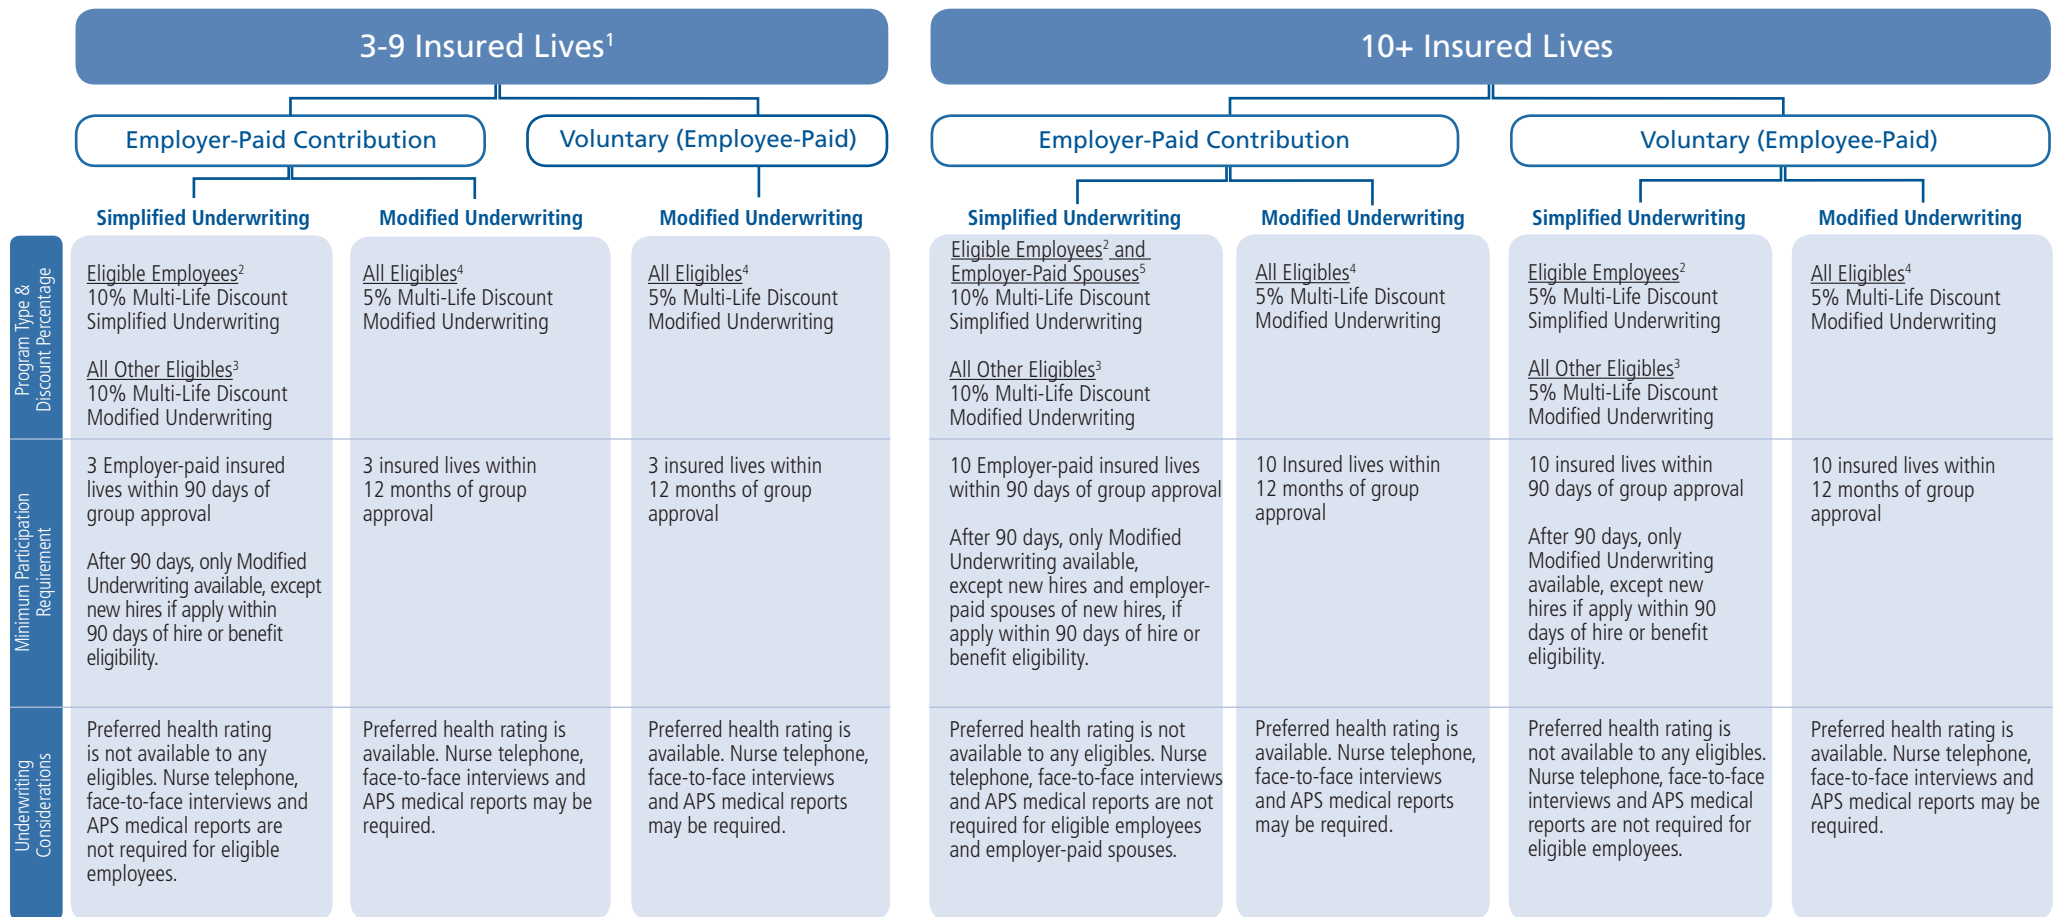 3-9 Insured Lives1
10+ Insured Lives
Employer-Paid Contribution
Voluntary (Employee-Paid)
Employer-Paid Contribution
Voluntary (Employee-Paid)
Simplified Underwriting
Modified Underwriting
Modified Underwriting
Simplified Underwriting
Modified Underwriting
Simplified Underwriting
Modified Underwriting
Program Type &
Discount Percentage
Eligible Employees2
10% Multi-Life Discount
Simplified Underwriting
All Other Eligibles3
10% Multi-Life Discount
Modified Underwriting
All Eligibles4
5% Multi-Life Discount
Modified Underwriting
All Eligibles4
5% Multi-Life Discount
Modified Underwriting
Eligible Employees2 and
Employer-Paid Spouses5
10% Multi-Life Discount
Simplified Underwriting
All Other Eligibles3
10% Multi-Life Discount
Modified Underwriting
All Eligibles4
5% Multi-Life Discount
Modified Underwriting
Eligible Employees2
5% Multi-Life Discount
Simplified Underwriting
All Other Eligibles3
5% Multi-Life Discount
Modified Underwriting
All Eligibles4
5% Multi-Life Discount
Modified Underwriting
Minimum Participation
Requirement
3 Employer-paid insured
lives within 90 days of
group approval
After 90 days, only Modified
Underwriting available, except
new hires if apply within
90 days of hire or benefit
eligibility.
3 insured lives within
12 months of group
approval
3 insured lives within
12 months of group
approval
10 Employer-paid insured lives
within 90 days of group approval
After 90 days, only Modified
Underwriting available,
except new hires and employer-
paid spouses of new hires, if
apply within 90 days of hire or
benefit eligibility.
10 Insured lives within
12 months of group
approval
10 insured lives within
90 days of group approval
After 90 days, only
Modified Underwriting
available, except new
hires if apply within 90
days of hire or benefit
eligibility.
10 insured lives within
12 months of group
approval
Underwriting
Considerations
Preferred health rating
is not available to any
eligibles. Nurse telephone,
face-to-face interviews and
APS medical reports are
not required for eligible
employees.
Preferred health rating is
available. Nurse telephone,
face-to-face interviews and
APS medical reports may be
required.
Preferred health rating is
available. Nurse telephone,
face-to-face interviews
and APS medical reports
may be required.
Preferred health rating is not
available to any eligibles. Nurse
telephone, face-to-face interviews
and APS medical reports are not
required for eligible employees
and employer-paid spouses.
Preferred health rating is
available. Nurse telephone,
face-to-face interviews
and APS medical reports
may be required.
Preferred health rating is
not available to any eligibles.
Nurse telephone, face-to-face
interviews and APS medical
reports are not required for
eligible employees.
Preferred health rating is
available. Nurse telephone,
face-to-face interviews and
APS medical reports may be
required.